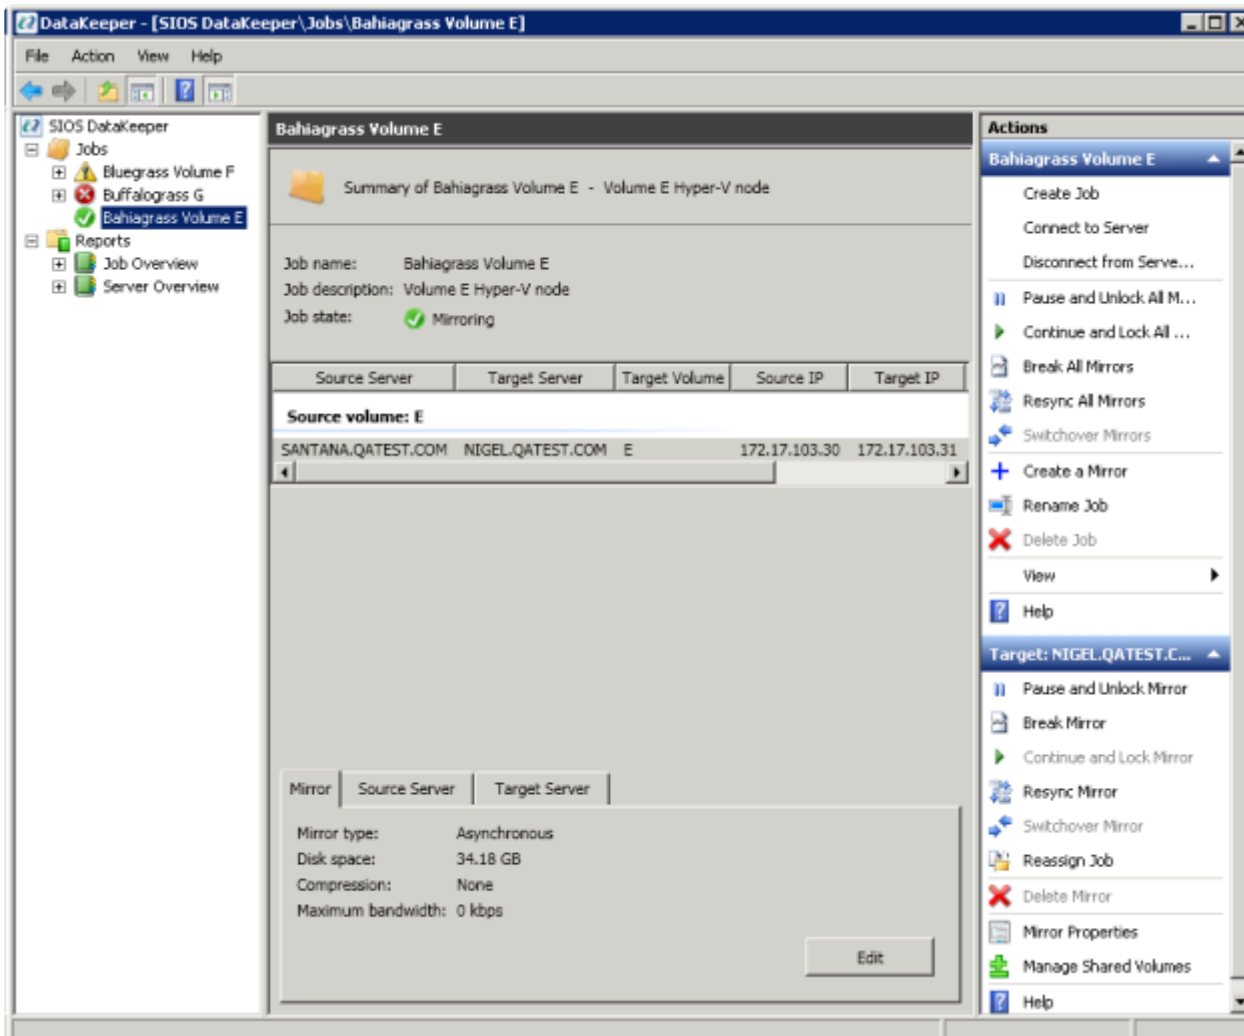 DataKeeper - [SIOS DataKeeper\Jobs\Bahiagrass Volume E]
File Action View Help
SIOS DataKeeper
Jobs
Bluegrass Volume F
Buffalograss G
Bahiagrass Volume E
Reports
Job Overview
Server Overview
Bahiagrass Volume E
Summary of Bahiagrass Volume E - Volume E Hyper-V node
Job name: Bahiagrass Volume E
Job description: Volume E Hyper-V node
Job state: Mirroring
Source Server Target Server Target Volume Source IP Target IP
Source volume: E
SANTANA.QATEST.COM NIGEL.QATEST.COM E 172.17.103.30 172.17.103.31
Mirror Source Server Target Server
Mirror type: Asynchronous
Disk space: 34.18 GB
Compression: None
Maximum bandwidth: 0 kbps
Edit
Actions
Bahiagrass Volume E
Create Job
Connect to Server
Disconnect from Serve...
Pause and Unlock All M...
Continue and Lock All ...
Break All Mirrors
Resync All Mirrors
Switchover Mirrors
Create a Mirror
Rename Job
Delete Job
View
Help
Target: NIGEL.QATEST.C...
Pause and Unlock Mirror
Break Mirror
Continue and Lock Mirror
Resync Mirror
Switchover Mirror
Reassign Job
Delete Mirror
Mirror Properties
Manage Shared Volumes
Help